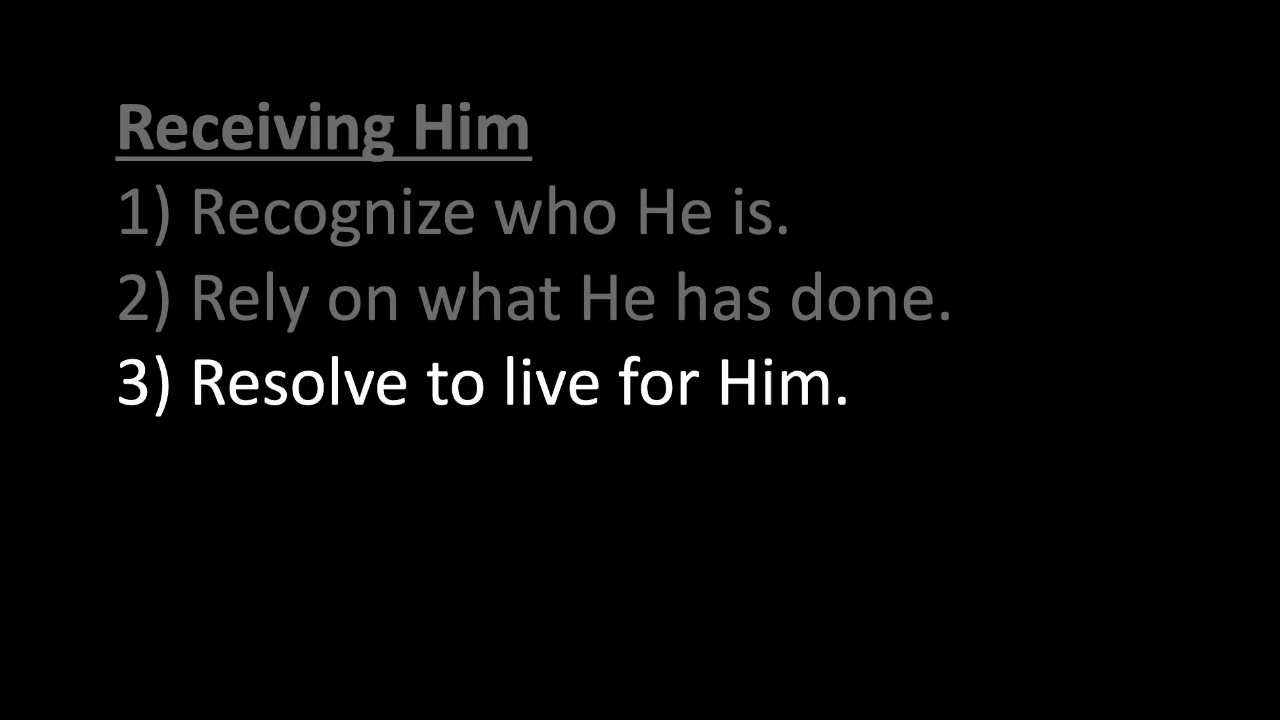 Receiving Him
1) Recognize who He is.
2) Rely on what He has done.
3) Resolve to live for Him.